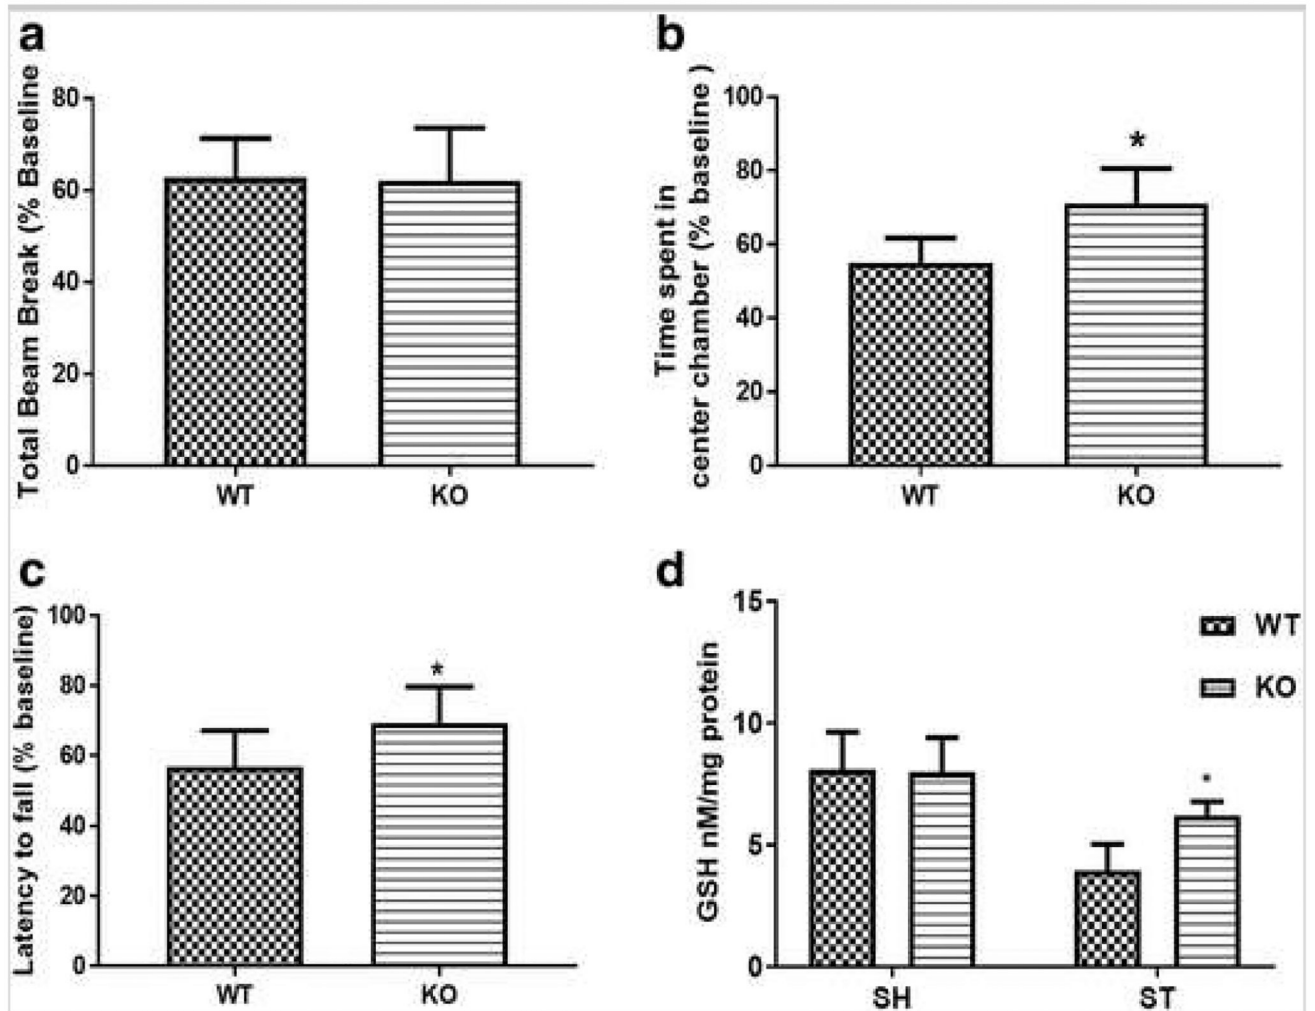 a
Total Beam Break (% Baseline
80
60
40
20
0
WT KO
b
Time spent in
center chamber (% baseline )
100
80
60
40
20
0
*
WT KO
c
Latency to fall (% baseline)
100
80
60
40
20
0
*
WT KO
d
GSH nM/mg protein
15
10
5
0
*
WT
KO
SH ST